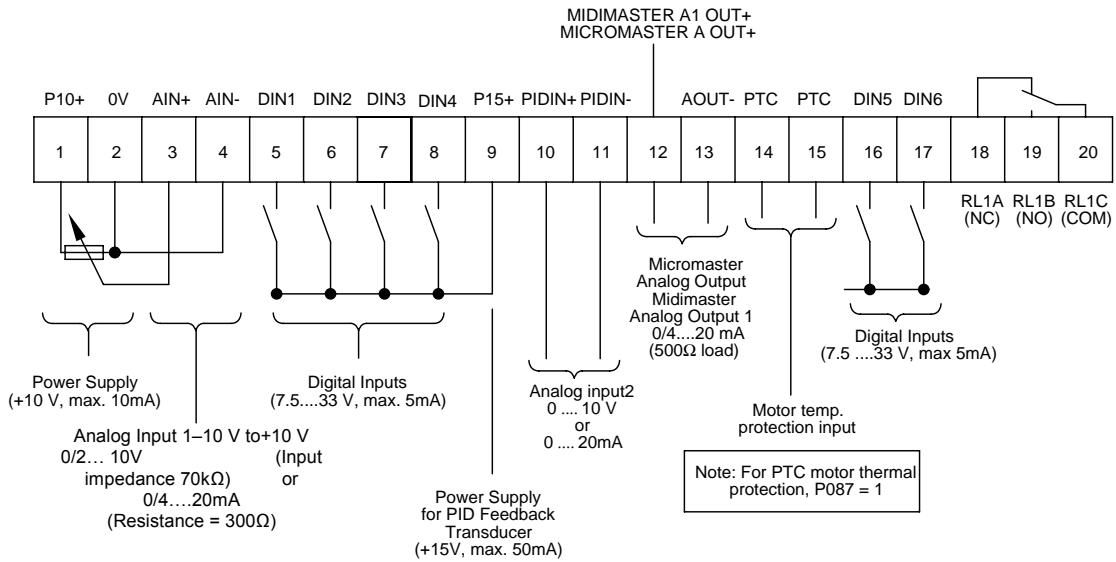 MIDIMASTER A1 OUT+
MICROMASTER A OUT+
P10+ 0V AIN+ AIN- DIN1 DIN2 DIN3 DIN4 P15+ PIDIN+ PIDIN- AOUT- PTC PTC DIN5 DIN6
1 2 3 4 5 6 7 8 9 10 11 12 13 14 15 16 17 18 19 20
RL1A
(NC)
RL1B
(NO)
RL1C
(COM)
Power Supply
(+10 V, max. 10mA)
Analog Input 1–10 V to+10 V
0/2… 10V (Input
impedance 70kΩ) or
0/4….20mA
(Resistance = 300Ω)
Digital Inputs
(7.5....33 V, max. 5mA)
Power Supply
for PID Feedback
Transducer
(+15V, max. 50mA)
Analog input2
0 .... 10 V
or
0 .... 20mA
Micromaster
Analog Output
Midimaster
Analog Output 1
0/4....20 mA
(500Ω load)
Motor temp.
protection input
Note: For PTC motor thermal
protection, P087 = 1
Digital Inputs
(7.5 ....33 V, max 5mA)